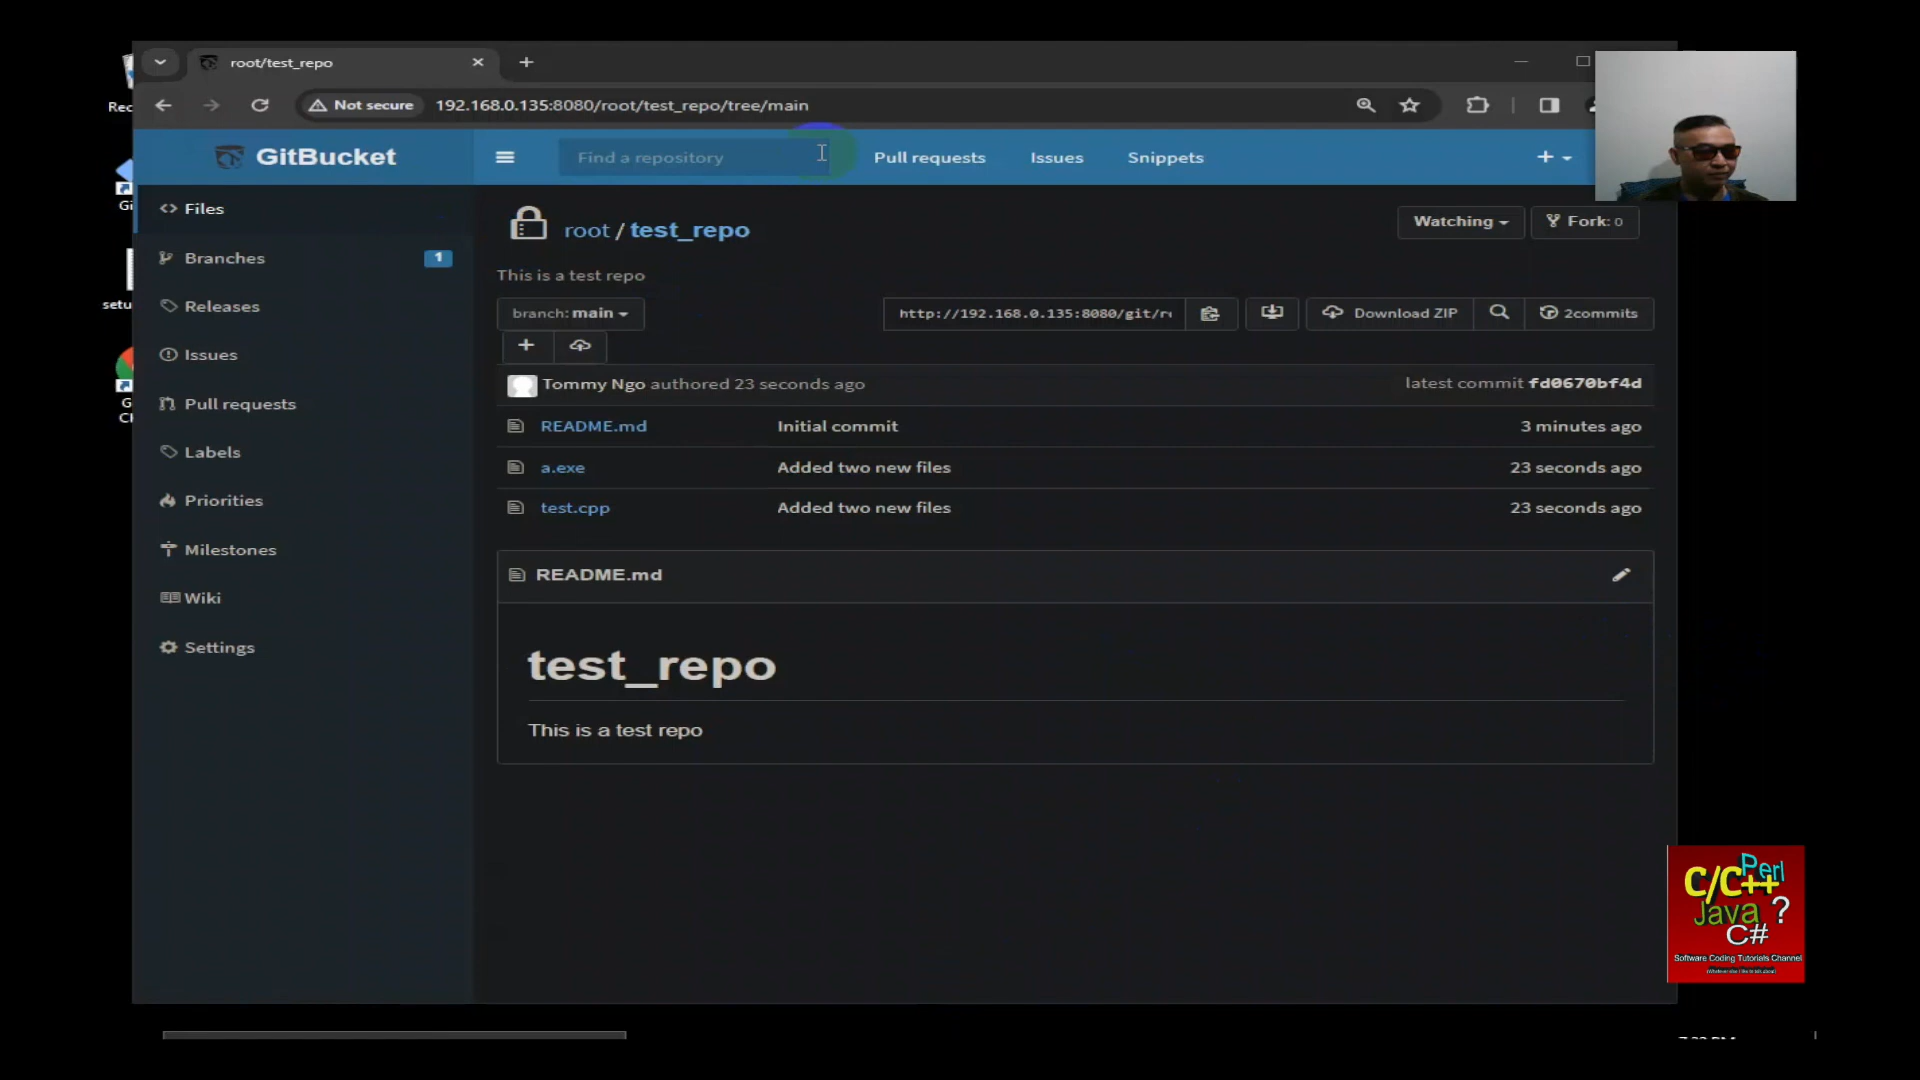 root/test_repo
Not secure 192.168.0.135:8080/root/test_repo/tree/main
GitBucket
Find a repository
Pull requests
Issues
Snippets
Files
Branches 1
Releases
Issues
Pull requests
Labels
Priorities
Milestones
Wiki
Settings
root / test_repo
Watching
Fork: 0
This is a test repo
branch: main
http://192.168.0.135:8080/git/r
Download ZIP
2commits
Tommy Ngo authored 23 seconds ago
latest commit fd0670bf4d
README.md Initial commit 3 minutes ago
a.exe Added two new files 23 seconds ago
test.cpp Added two new files 23 seconds ago
README.md
test_repo
This is a test repo
Rec
Gi
setu
G
Cl
Perl
C/C++
Java ?
C#
Software Coding Tutorials Channel